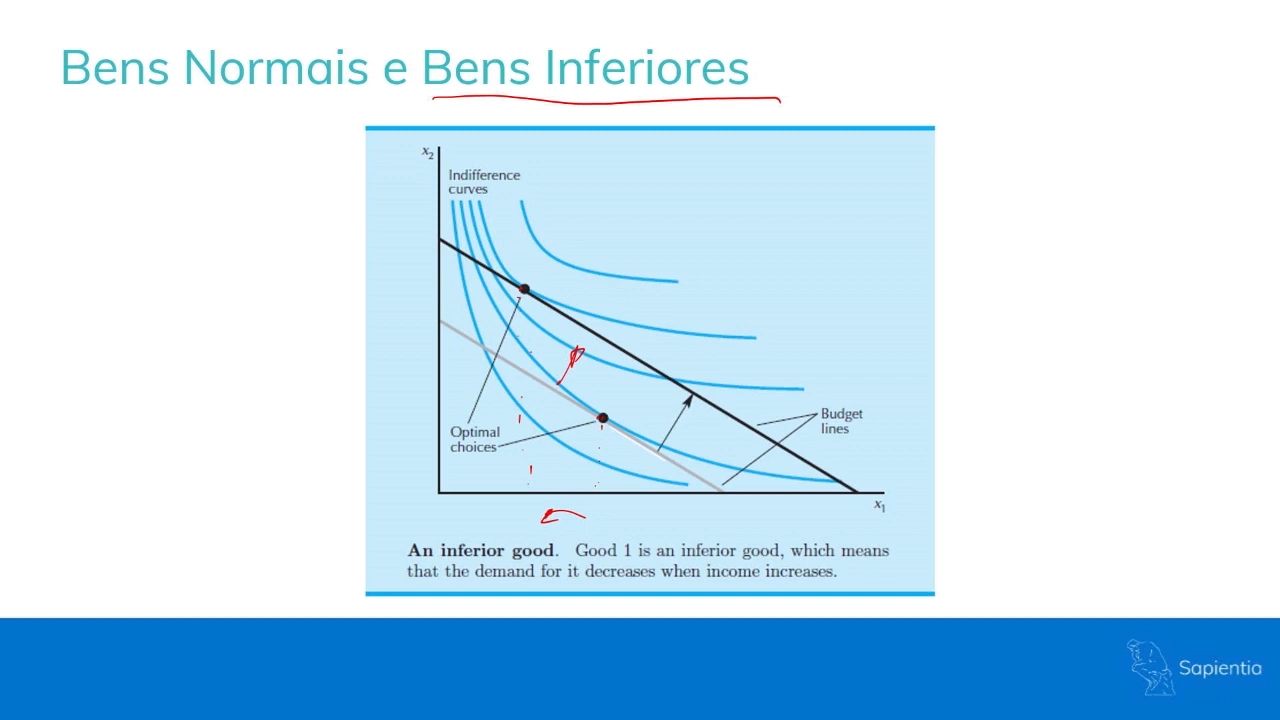 Bens Normais e Bens Inferiores
x2
Indifference
curves
Optimal
choices
Budget
lines
x1
An inferior good. Good 1 is an inferior good, which means
that the demand for it decreases when income increases.
Sapientia